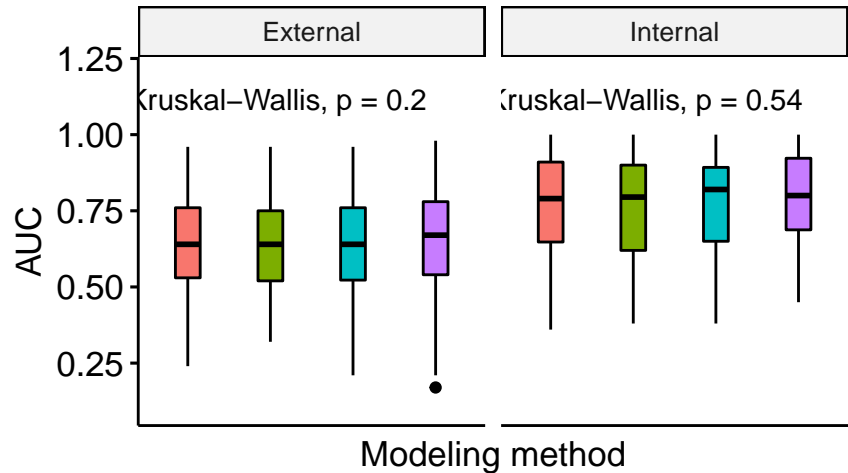 External
Internal
1.25
Kruskal−Wallis, p = 0.2
Kruskal−Wallis, p = 0.54
1.00
0.75
0.50
0.25
AUC
Modeling method